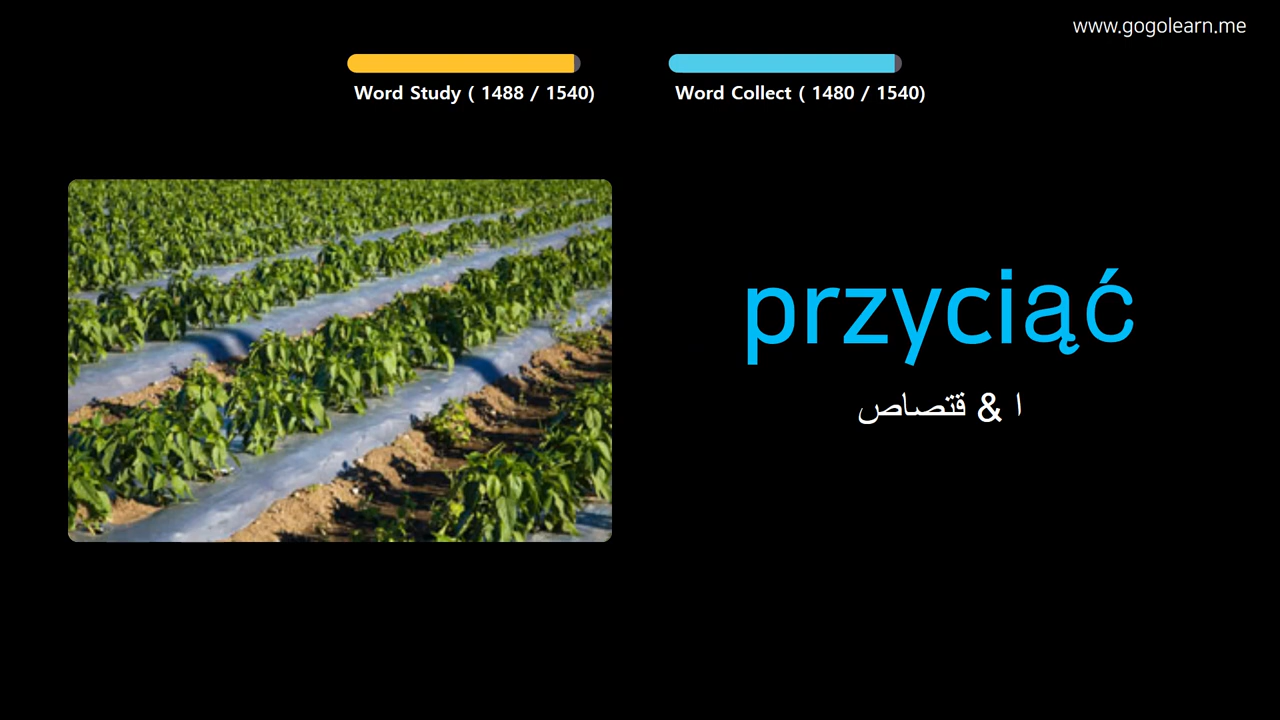 www.gogolearn.me
Word Study ( 1488 / 1540)
Word Collect ( 1480 / 1540)
przyciąć
ا & قتصاص